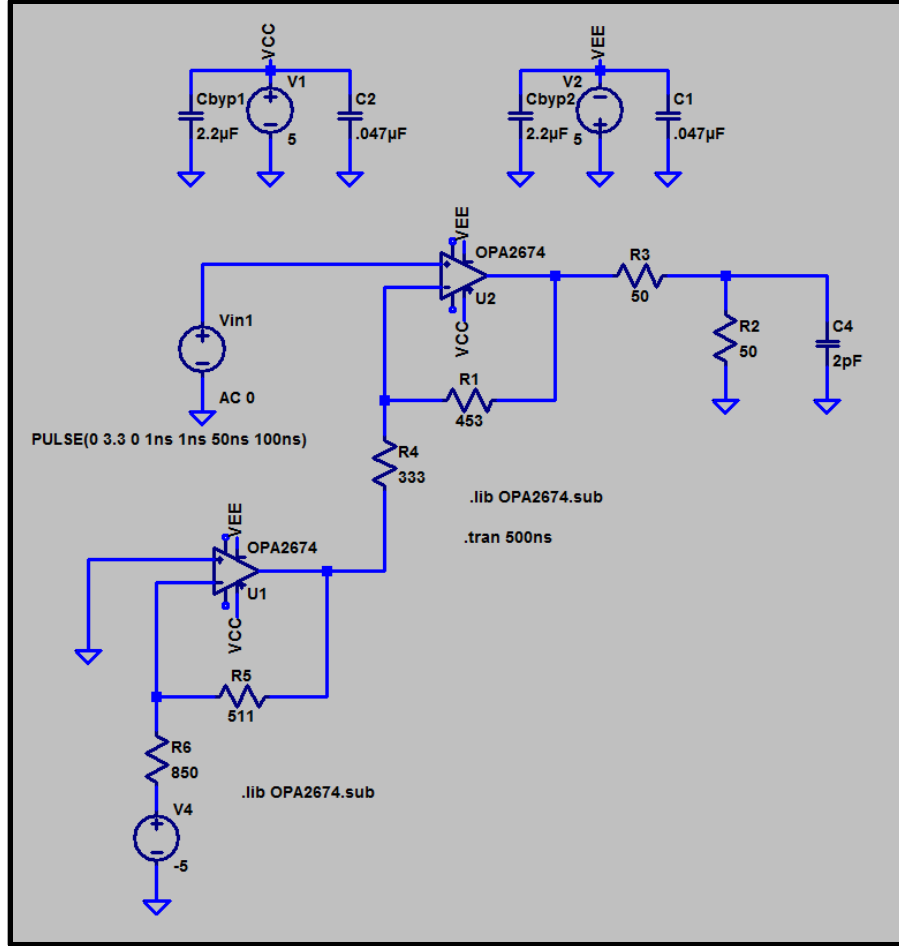 VCC
VEE
V1
V2
Cbyp1
C2
Cbyp2
C1
2.2µF
5
.047µF
2.2µF
5
.047µF
VEE
OPA2674
U2
VCC
Vin1
AC 0
PULSE(0 3.3 0 1ns 1ns 50ns 100ns)
R3
50
R2
50
C4
2pF
R1
453
R4
333
.lib OPA2674.sub
.tran 500ns
VEE
OPA2674
U1
VCC
R5
511
R6
850
.lib OPA2674.sub
V4
-5